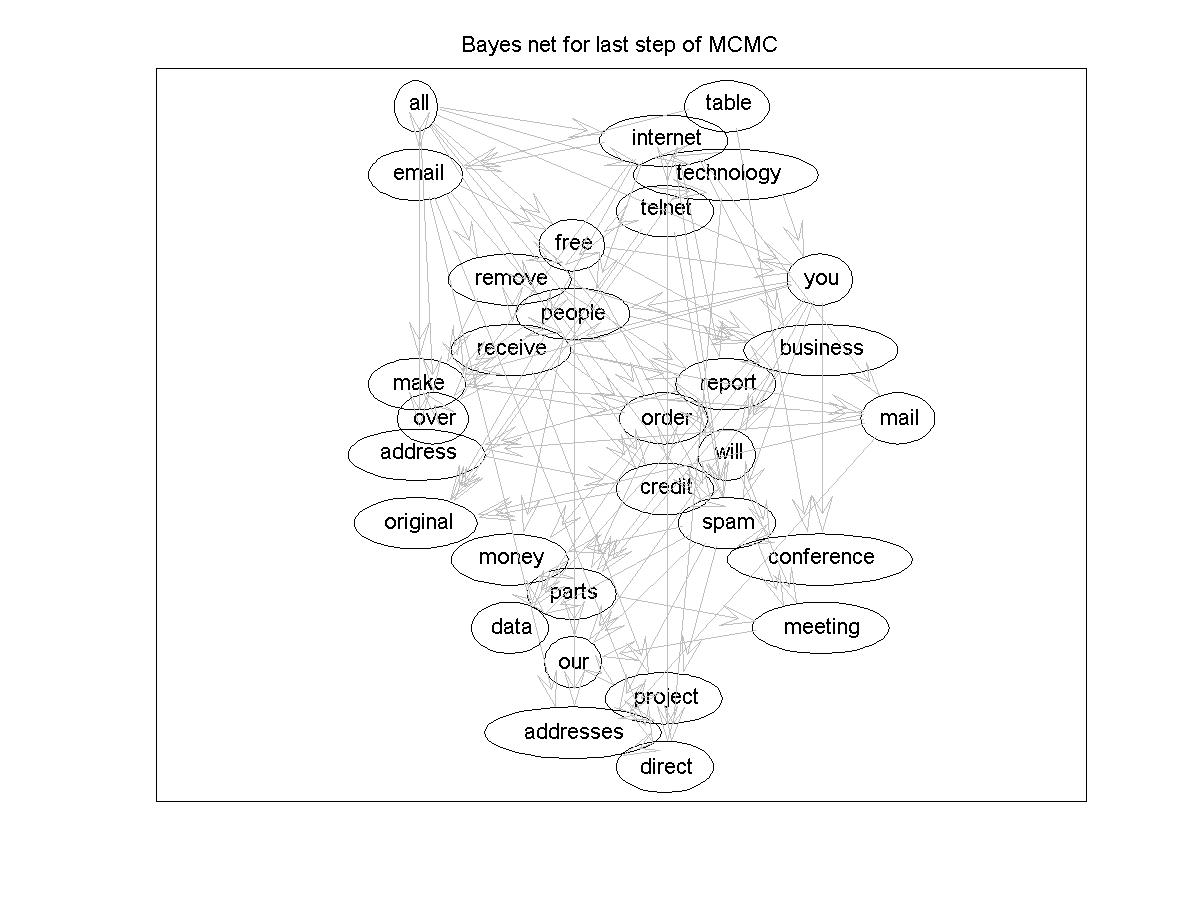 Bayes net for last step of MCMC
all
table
internet
email
technology
telnet
free
remove
you
people
receive
business
make
report
over
order
mail
address
will
credit
original
spam
money
conference
parts
data
meeting
our
project
addresses
direct